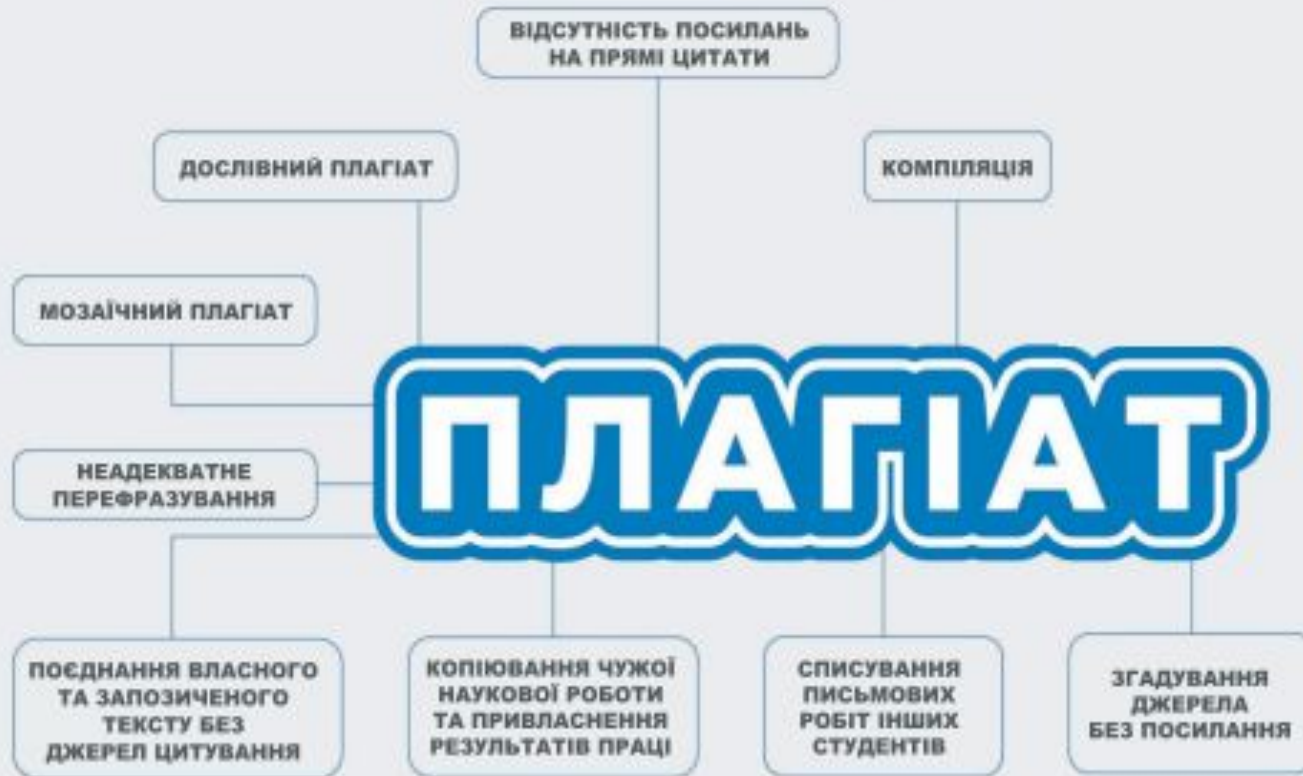 ВІДСУТНІСТЬ ПОСИЛАНЬ
НА ПРЯМІ ЦИТАТИ
ДОСЛІВНИЙ ПЛАГІАТ
КОМПІЛЯЦІЯ
МОЗАЇЧНИЙ ПЛАГІАТ
ПЛАГІАТ
НЕАДЕКВАТНЕ
ПЕРЕФРАЗУВАННЯ
ПОЄДНАННЯ ВЛАСНОГО
ТА ЗАПОЗИЧЕНОГО
ТЕКСТУ БЕЗ
ДЖЕРЕЛ ЦИТУВАННЯ
КОПІЮВАННЯ ЧУЖОЇ
НАУКОВОЇ РОБОТИ
ТА ПРИВЛАСНЕННЯ
РЕЗУЛЬТАТІВ ПРАЦІ
СПИСУВАННЯ
ПИСЬМОВИХ
РОБІТ ІНШИХ
СТУДЕНТІВ
ЗГАДУВАННЯ
ДЖЕРЕЛА
БЕЗ ПОСИЛАННЯ